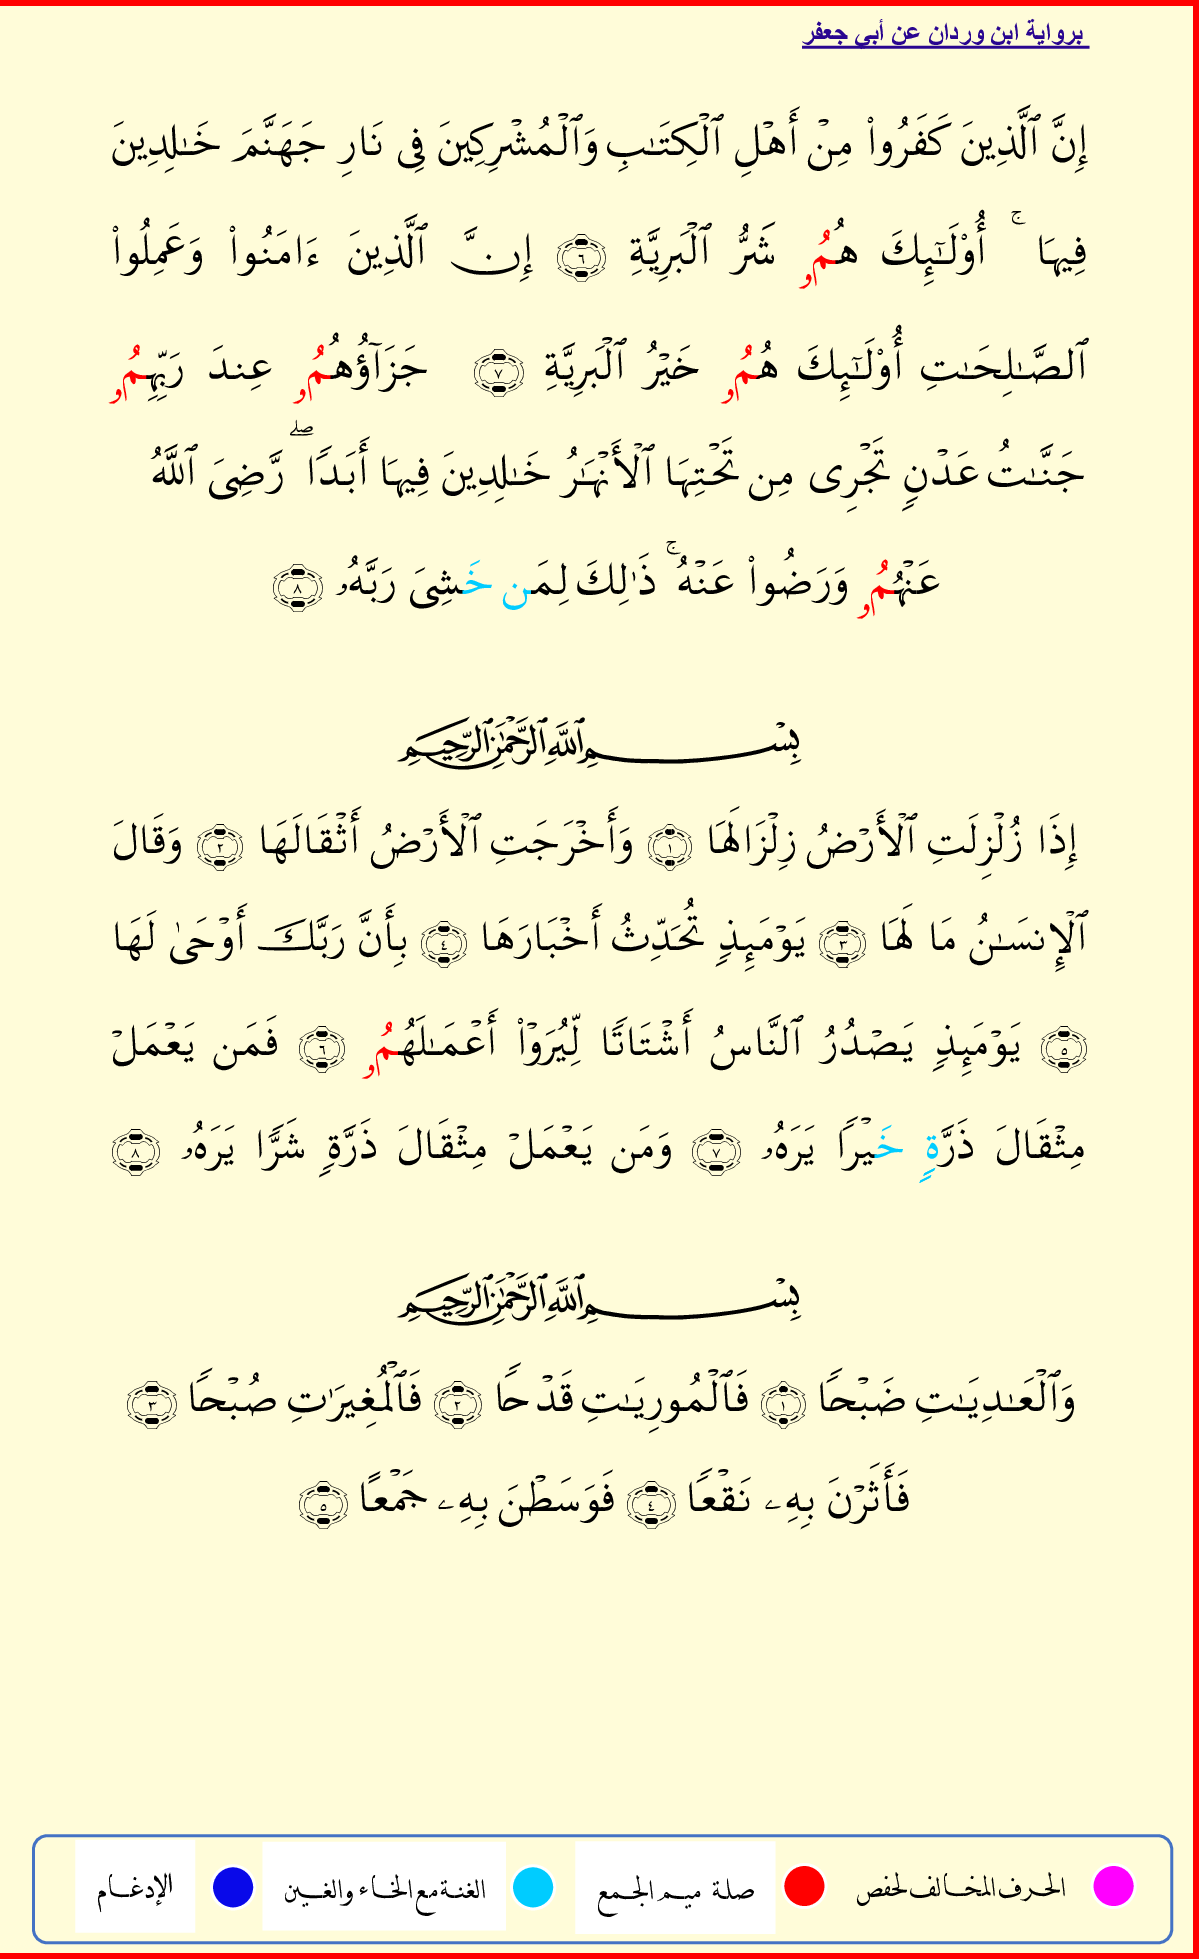 برواية ابن وردان عن أبي جعفر
إِنَّ ٱلَّذِينَ كَفَرُوا۟ مِنْ أَهْلِ ٱلْكِتَـٰبِ وَٱلْمُشْرِكِينَ فِى نَارِ جَهَنَّمَ خَـٰلِدِينَ
فِيهَا ۚ أُو۟لَـٰٓئِكَ هُمُۥ شَرُّ ٱلْبَرِيَّةِ ٦ إِنَّ ٱلَّذِينَ ءَامَنُوا۟ وَعَمِلُوا۟
ٱلصَّـٰلِحَـٰتِ أُو۟لَـٰٓئِكَ هُمُۥ خَيْرُ ٱلْبَرِيَّةِ ٧ جَزَآؤُهُمُۥ عِندَ رَبِّهِمُۥ
جَنَّـٰتُ عَدْنٍ تَجْرِى مِن تَحْتِهَا ٱلْأَنْهَـٰرُ خَـٰلِدِينَ فِيهَا أَبَدًا ۖ رَّضِىَ ٱللَّهُ
عَنْهُمُۥ وَرَضُوا۟ عَنْهُ ۚ ذَٰلِكَ لِمَن خَشِىَ رَبَّهُۥ ٨
بِسْمِ ٱللَّهِ ٱلرَّحْمَـٰنِ ٱلرَّحِيمِ
إِذَا زُلْزِلَتِ ٱلْأَرْضُ زِلْزَالَهَا ١ وَأَخْرَجَتِ ٱلْأَرْضُ أَثْقَالَهَا ٢ وَقَالَ
ٱلْإِنسَـٰنُ مَا لَهَا ٣ يَوْمَئِذٍ تُحَدِّثُ أَخْبَارَهَا ٤ بِأَنَّ رَبَّكَ أَوْحَىٰ لَهَا
٥ يَوْمَئِذٍ يَصْدُرُ ٱلنَّاسُ أَشْتَاتًا لِّيُرَوْا۟ أَعْمَـٰلَهُمُۥ ٦ فَمَن يَعْمَلْ
مِثْقَالَ ذَرَّةٍ خَيْرًا يَرَهُۥ ٧ وَمَن يَعْمَلْ مِثْقَالَ ذَرَّةٍ شَرًّا يَرَهُۥ ٨
بِسْمِ ٱللَّهِ ٱلرَّحْمَـٰنِ ٱلرَّحِيمِ
وَٱلْعَـٰدِيَـٰتِ ضَبْحًا ١ فَٱلْمُورِيَـٰتِ قَدْحًا ٢ فَٱلْمُغِيرَٰتِ صُبْحًا ٣
فَأَثَرْنَ بِهِۦ نَقْعًا ٤ فَوَسَطْنَ بِهِۦ جَمْعًا ٥
الحرف المخالف لحفص صلة ميم الجمع الغنة مع الخاء والغين الإدغام